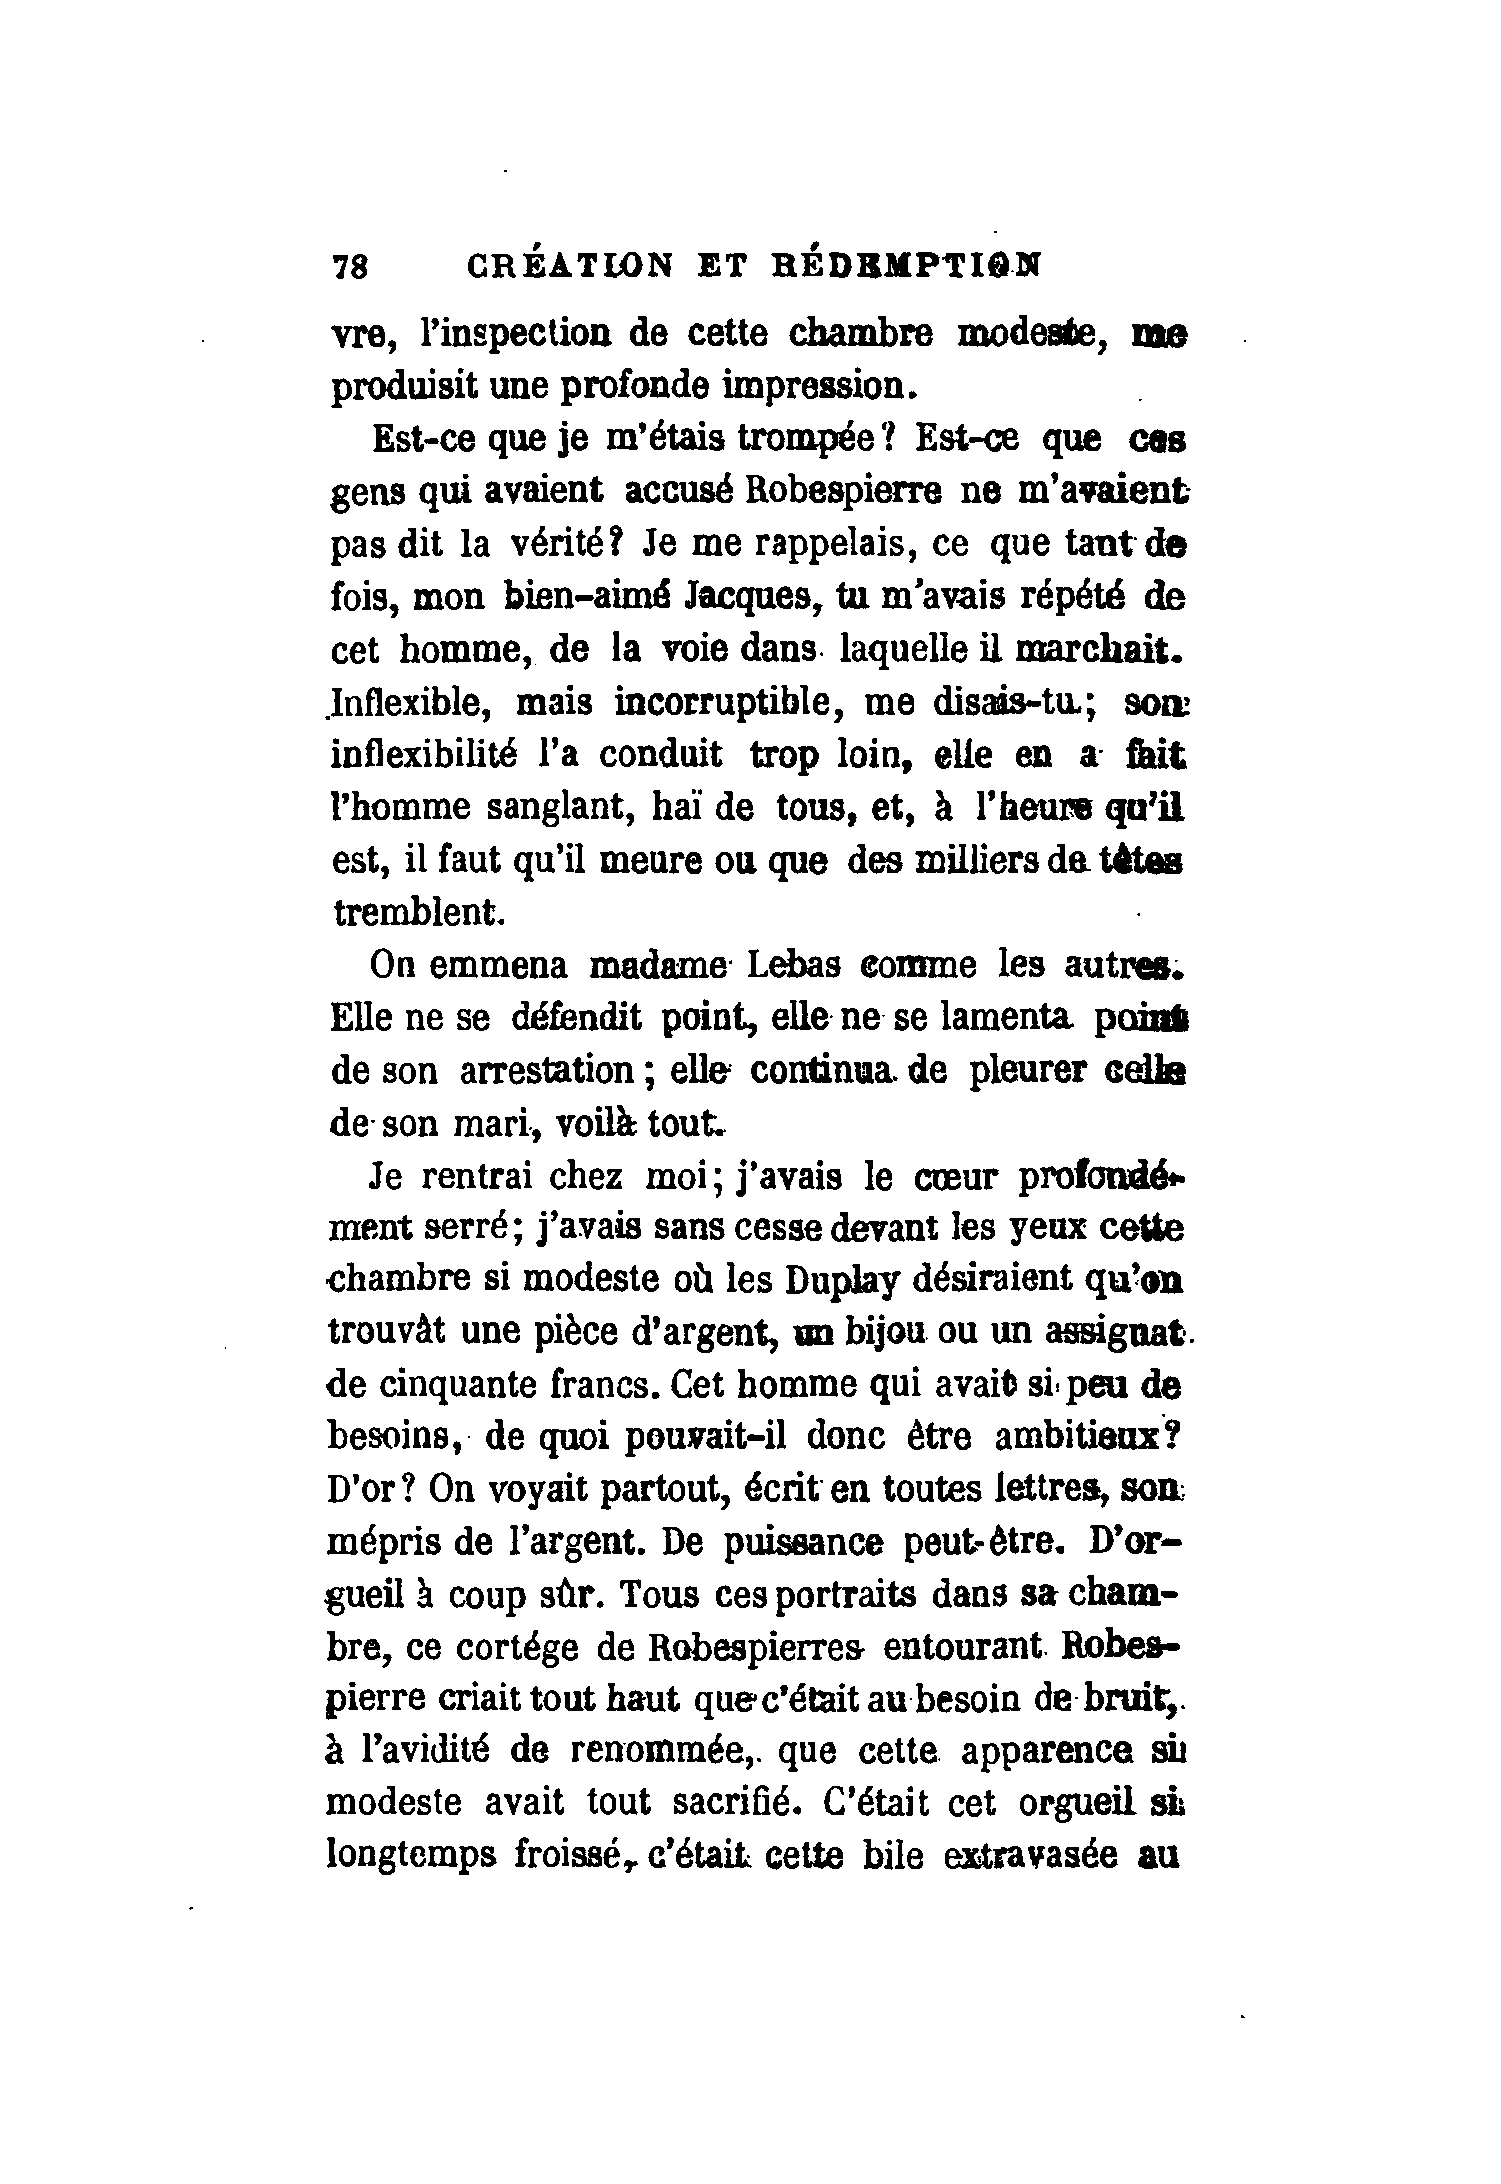 78 CRÉATION ET RÉDEMPTION
vre, l'inspection de cette chambre modeste, me
produisit une profonde impression.
Est-ce que je m'étais trompée? Est-ce que ces
gens qui avaient accusé Robespierre ne m'avaient
pas dit la vérité? Je me rappelais, ce que tant de
fois, mon bien-aimé Jacques, tu m'avais répété de
cet homme, de la voie dans laquelle il marchait.
Inflexible, mais incorruptible, me disais-tu; son
inflexibilité l'a conduit trop loin, elle en a fait
l'homme sanglant, haï de tous, et, à l'heure qu'il
est, il faut qu'il meure ou que des milliers de têtes
tremblent.
On emmena madame Lebas comme les autres.
Elle ne se défendit point, elle ne se lamenta point
de son arrestation; elle continua de pleurer celle
de son mari, voilà tout.
Je rentrai chez moi; j'avais le cœur profondé-
ment serré; j'avais sans cesse devant les yeux cette
chambre si modeste où les Duplay désiraient qu'on
trouvât une pièce d'argent, un bijou ou un assignat
de cinquante francs. Cet homme qui avait si peu de
besoins, de quoi pouvait-il donc être ambitieux?
D'or? On voyait partout, écrit en toutes lettres, son
mépris de l'argent. De puissance peut-être. D'or-
gueil à coup sûr. Tous ces portraits dans sa cham-
bre, ce cortége de Robespierres entourant Robes-
pierre criait tout haut que c'était au besoin de bruit,
à l'avidité de renommée, que cette apparence si
modeste avait tout sacrifié. C'était cet orgueil si
longtemps froissé, c'était cette bile extravasée au